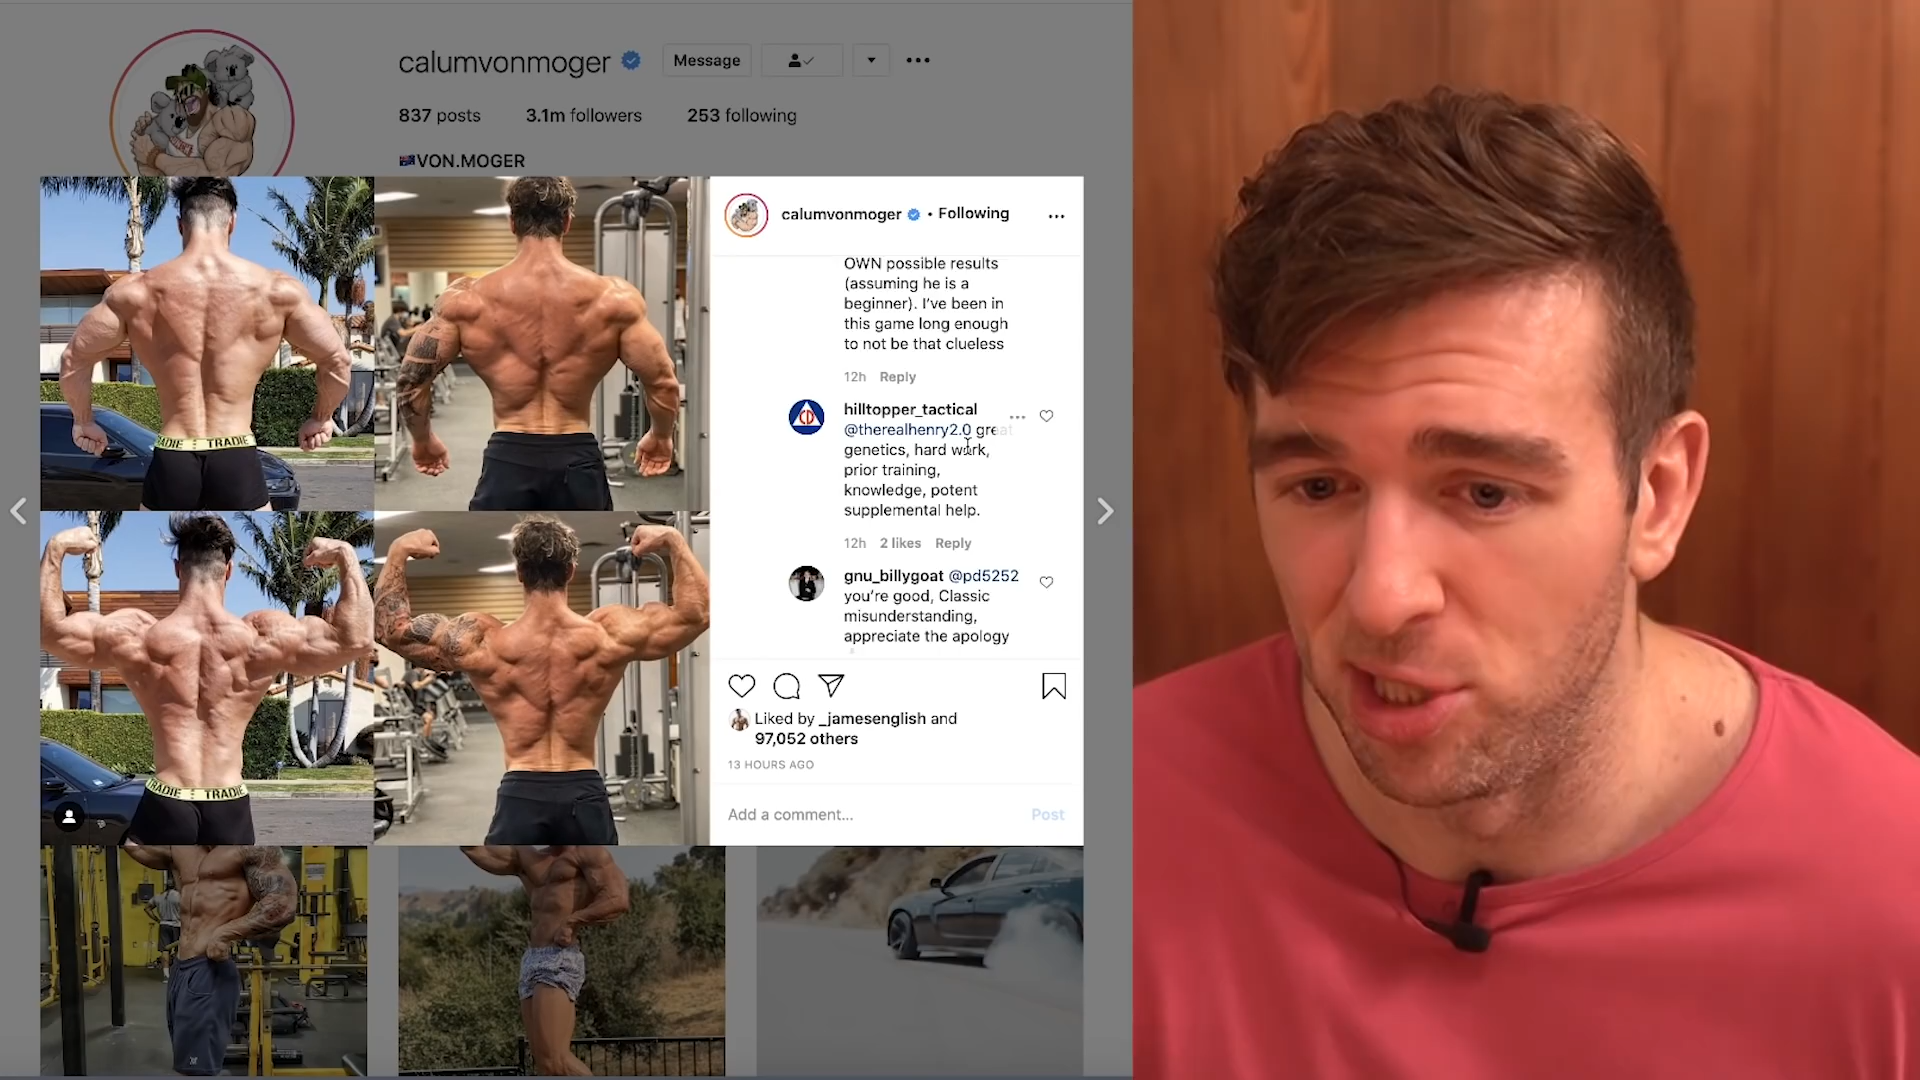 calumvonmoger
Message
837 posts 3.1m followers 253 following
VON.MOGER
calumvonmoger • Following
OWN possible results
(assuming he is a
beginner). I've been in
this game long enough
to not be that clueless
12h Reply
hilltopper_tactical
@therealhenry2.0 great
genetics, hard work,
prior training,
knowledge, potent
supplemental help.
12h 2 likes Reply
gnu_billygoat @pd5252
you're good, Classic
misunderstanding,
appreciate the apology
Liked by _jamesenglish and
97,052 others
13 HOURS AGO
Add a comment... Post
TRADIE TRADIE
TRADIE TRADIE
CD